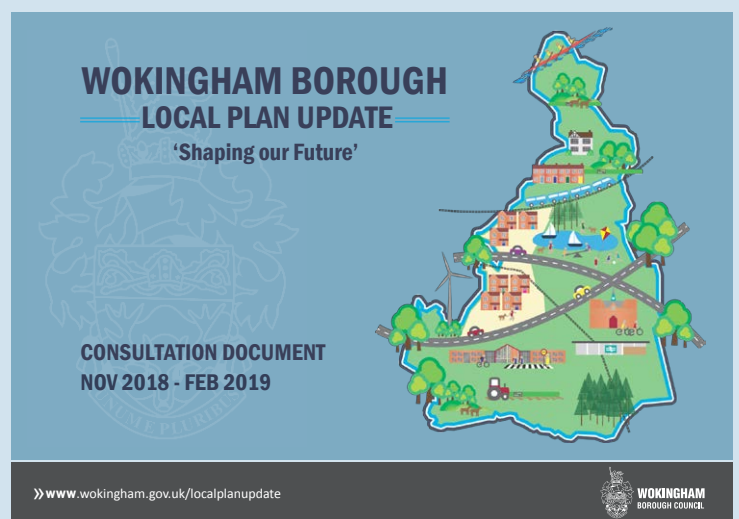 WOKINGHAM BOROUGH
LOCAL PLAN UPDATE
‘Shaping our Future’
CONSULTATION DOCUMENT
NOV 2018 - FEB 2019
»www.wokingham.gov.uk/localplanupdate
WOKINGHAM
BOROUGH COUNCIL